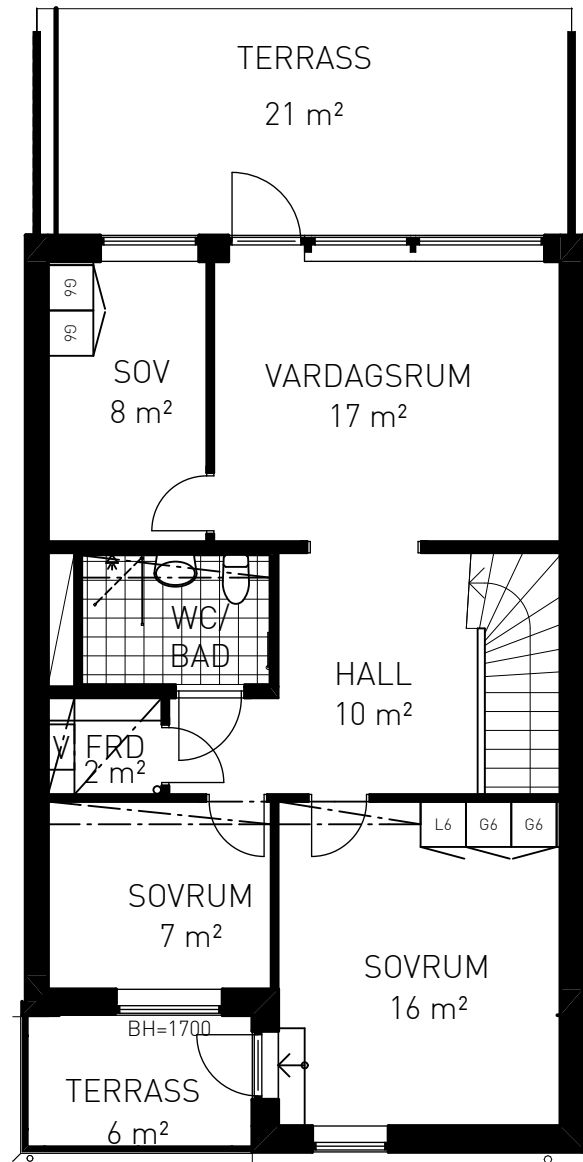 TERRASS
21 m²
G6
G6
SOV
8 m²
VARDAGSRUM
17 m²
WC/
BAD
HALL
10 m²
V
FRD
2 m²
L6 G6 G6
SOVRUM
7 m²
SOVRUM
16 m²
BH=1700
TERRASS
6 m²